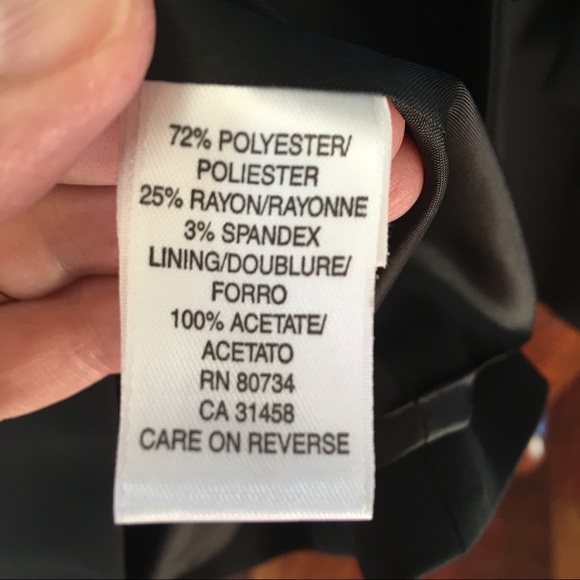 72% POLYESTER/
POLIESTER
25% RAYON/RAYONNE
3% SPANDEX
LINING/DOUBLURE/
FORRO
100% ACETATE/
ACETATO
RN 80734
CA 31458
CARE ON REVERSE